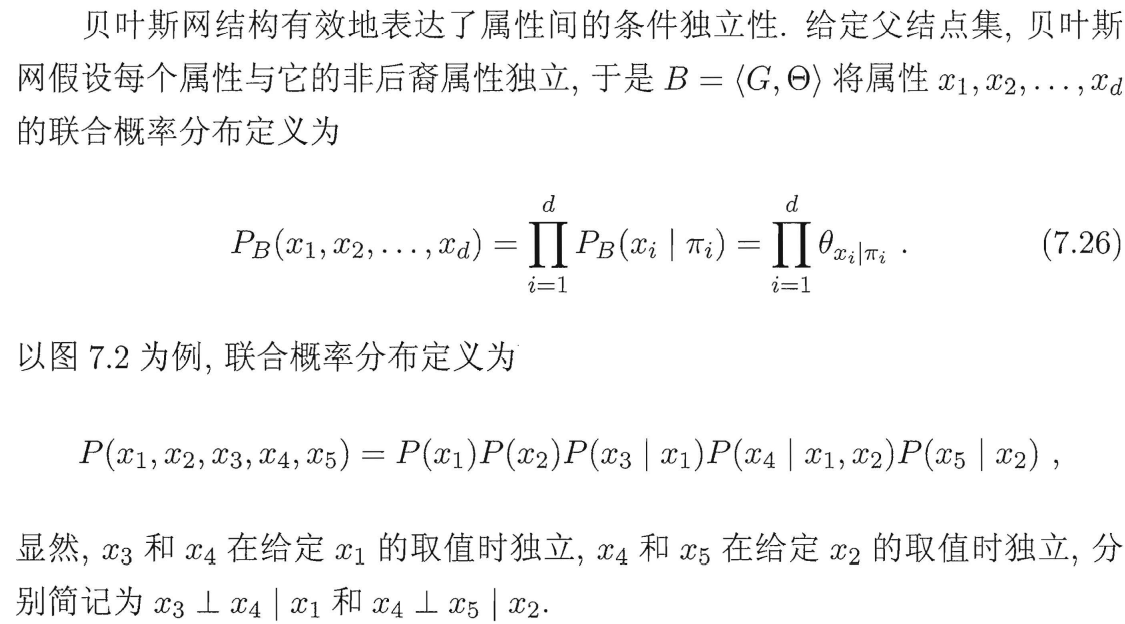 贝叶斯网结构有效地表达了属性间的条件独立性. 给定父结点集, 贝叶斯
网假设每个属性与它的非后裔属性独立, 于是 $B = \langle G, \Theta \rangle$ 将属性 $x_1, x_2, \ldots, x_d$
的联合概率分布定义为
$P_B(x_1, x_2, \ldots, x_d) = \prod_{i=1}^{d} P_B(x_i \mid \pi_i) = \prod_{i=1}^{d} \theta_{x_i|\pi_i}$ . (7.26)
以图 7.2 为例, 联合概率分布定义为
$P(x_1, x_2, x_3, x_4, x_5) = P(x_1)P(x_2)P(x_3 \mid x_1)P(x_4 \mid x_1, x_2)P(x_5 \mid x_2)$ ,
显然, $x_3$ 和 $x_4$ 在给定 $x_1$ 的取值时独立, $x_4$ 和 $x_5$ 在给定 $x_2$ 的取值时独立, 分
别简记为 $x_3 \perp x_4 \mid x_1$ 和 $x_4 \perp x_5 \mid x_2$.